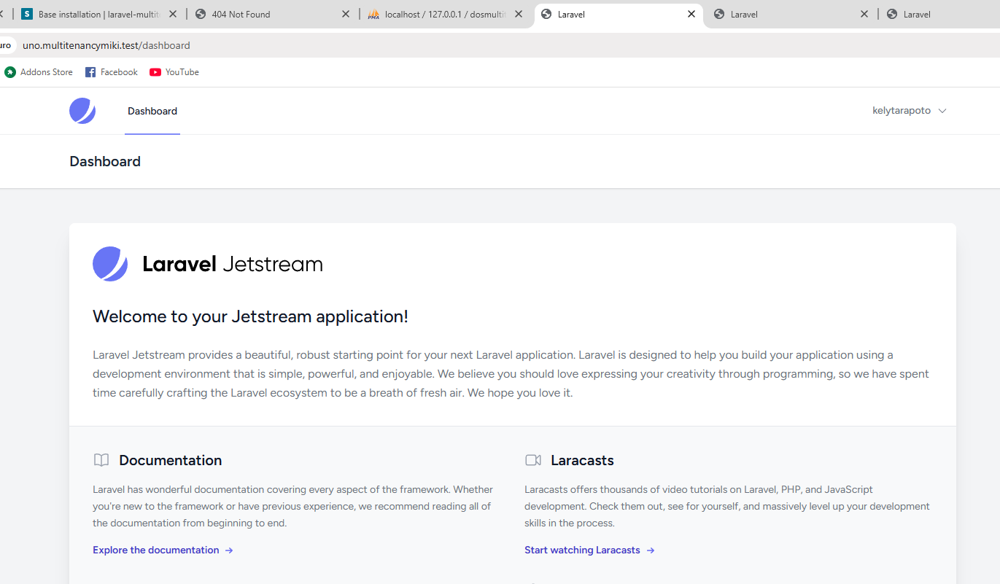 Base installation | laravel-multit
404 Not Found
localhost / 127.0.0.1 / dosmultit
Laravel
Laravel
Laravel
uro
uno.multitenancymiki.test/dashboard
Addons Store
Facebook
YouTube
Dashboard
kelytarapoto
Dashboard
Laravel Jetstream
Welcome to your Jetstream application!
Laravel Jetstream provides a beautiful, robust starting point for your next Laravel application. Laravel is designed to help you build your application using a
development environment that is simple, powerful, and enjoyable. We believe you should love expressing your creativity through programming, so we have spent
time carefully crafting the Laravel ecosystem to be a breath of fresh air. We hope you love it.
Documentation
Laravel has wonderful documentation covering every aspect of the framework. Whether
you're new to the framework or have previous experience, we recommend reading all of
the documentation from beginning to end.
Explore the documentation
Laracasts
Laracasts offers thousands of video tutorials on Laravel, PHP, and JavaScript
development. Check them out, see for yourself, and massively level up your development
skills in the process.
Start watching Laracasts